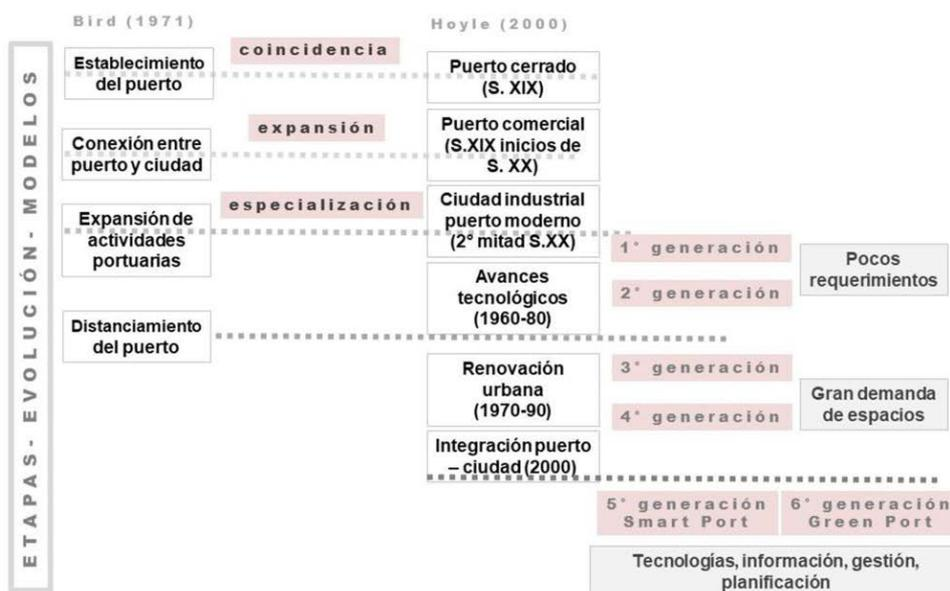 Bird (1971)
Hoyle (2000)
ETAPAS- EVOLUCIÓN- MODELOS
Establecimiento
del puerto
coincidencia
Puerto cerrado
(S. XIX)
Conexión entre
puerto y ciudad
expansión
Puerto comercial
(S.XIX inicios de
S. XX)
Expansión de
actividades
portuarias
especialización
Ciudad industrial
puerto moderno
(2° mitad S.XX)
1° generación
2° generación
Pocos
requerimientos
Avances
tecnológicos
(1960-80)
Distanciamiento
del puerto
Renovación
urbana
(1970-90)
3° generación
4° generación
Gran demanda
de espacios
Integración puerto
– ciudad (2000)
5° generación
Smart Port
6° generación
Green Port
Tecnologías, información, gestión,
planificación